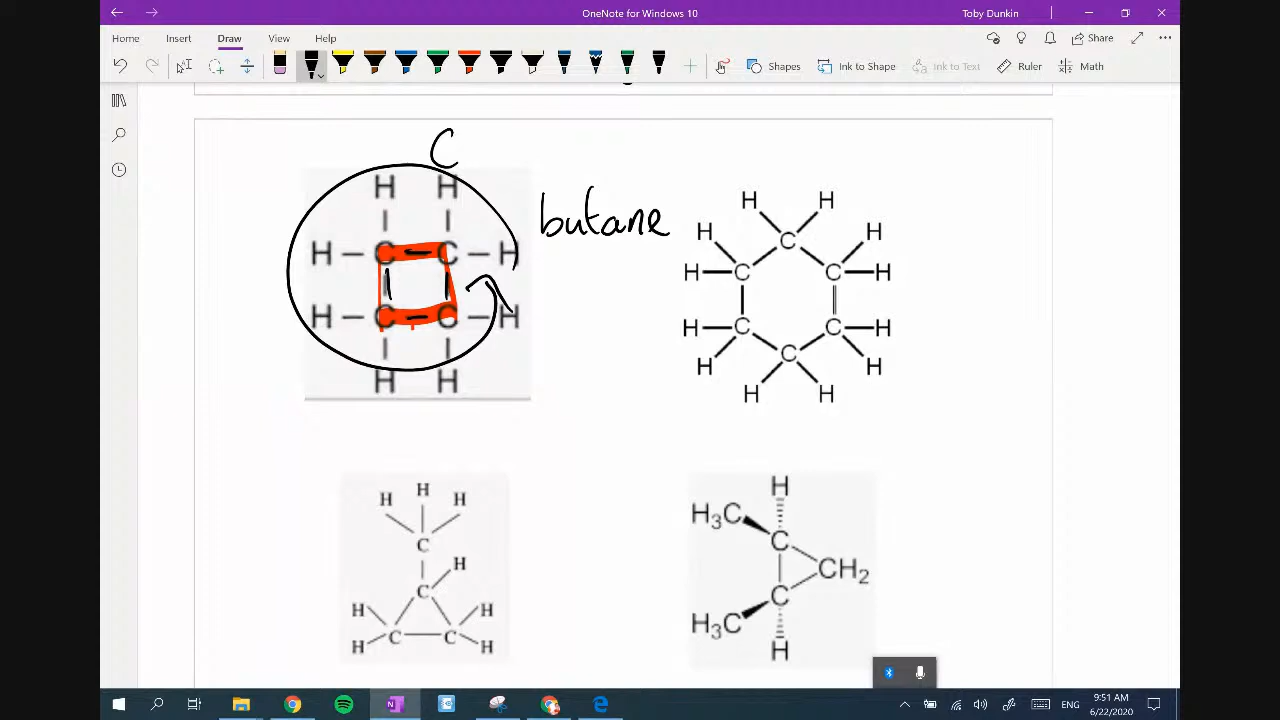 OneNote for Windows 10
Toby Dunkin
Home Insert Draw View Help
Share
Shapes Ink to Shape Ink to Text Ruler Math
C
butane
H H
H C C H
H C C H
H H
H H
H C C H
H C C H
H C C H
H C H
H H
H H H
C
H
C
H H
H C C H
H
H₃C
C
CH₂
C
H₃C
H
ENG
9:51 AM
6/22/2020